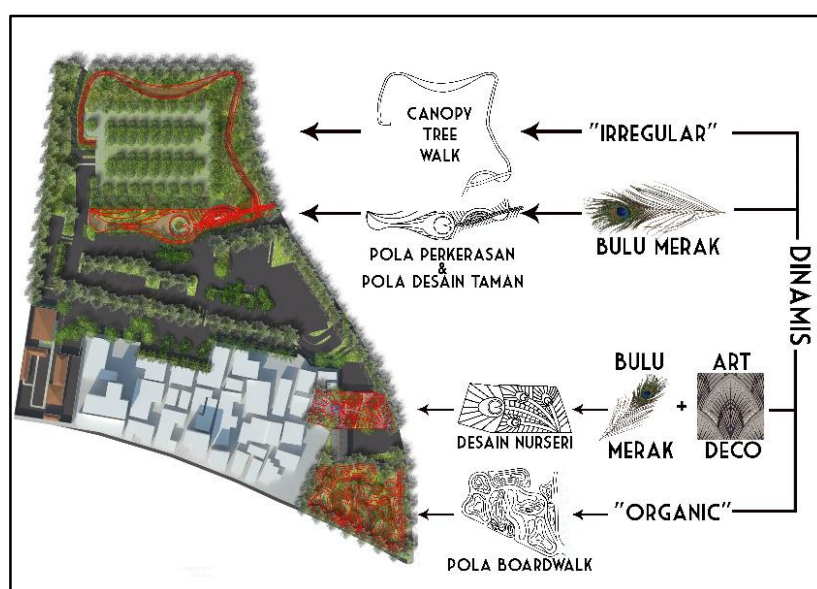 CANOPY
TREE
WALK
"IRREGULAR"
POLA PERKERASAN
&
POLA DESAIN TAMAN
BULU MERAK
DINAMIS
BULU
MERAK
+
ART
DECO
DESAIN NURSERI
"ORGANIC"
POLA BOARDWALK